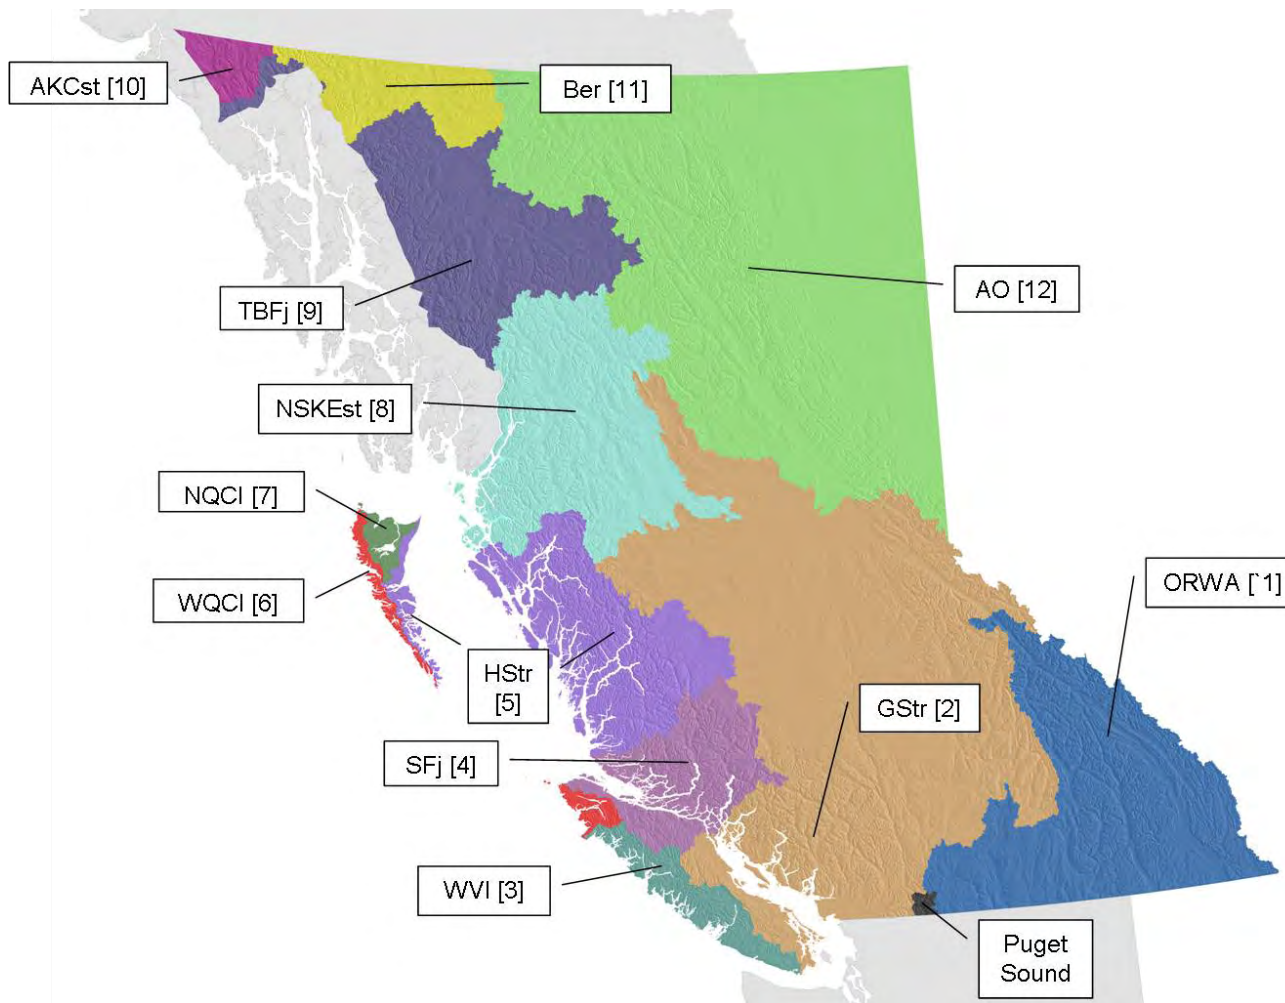 AKCst [10]
Ber [11]
AO [12]
TBFj [9]
NSKEst [8]
NQCI [7]
ORWA [`1]
WQCI [6]
HStr
[5]
GStr [2]
SFj [4]
WVI [3]
Puget
Sound